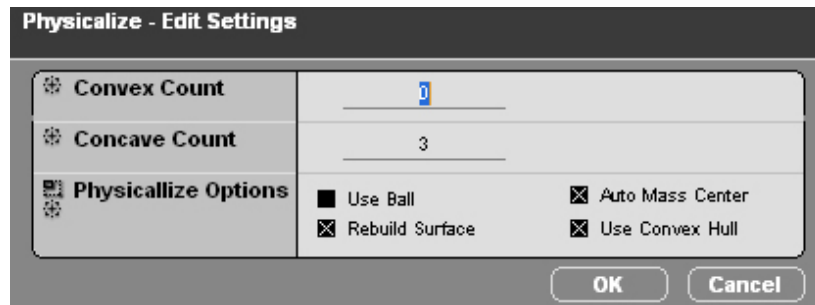 Physicalize - Edit Settings
Convex Count 0
Concave Count 3
Physicallize Options
Use Ball Auto Mass Center
Rebuild Surface Use Convex Hull
OK Cancel